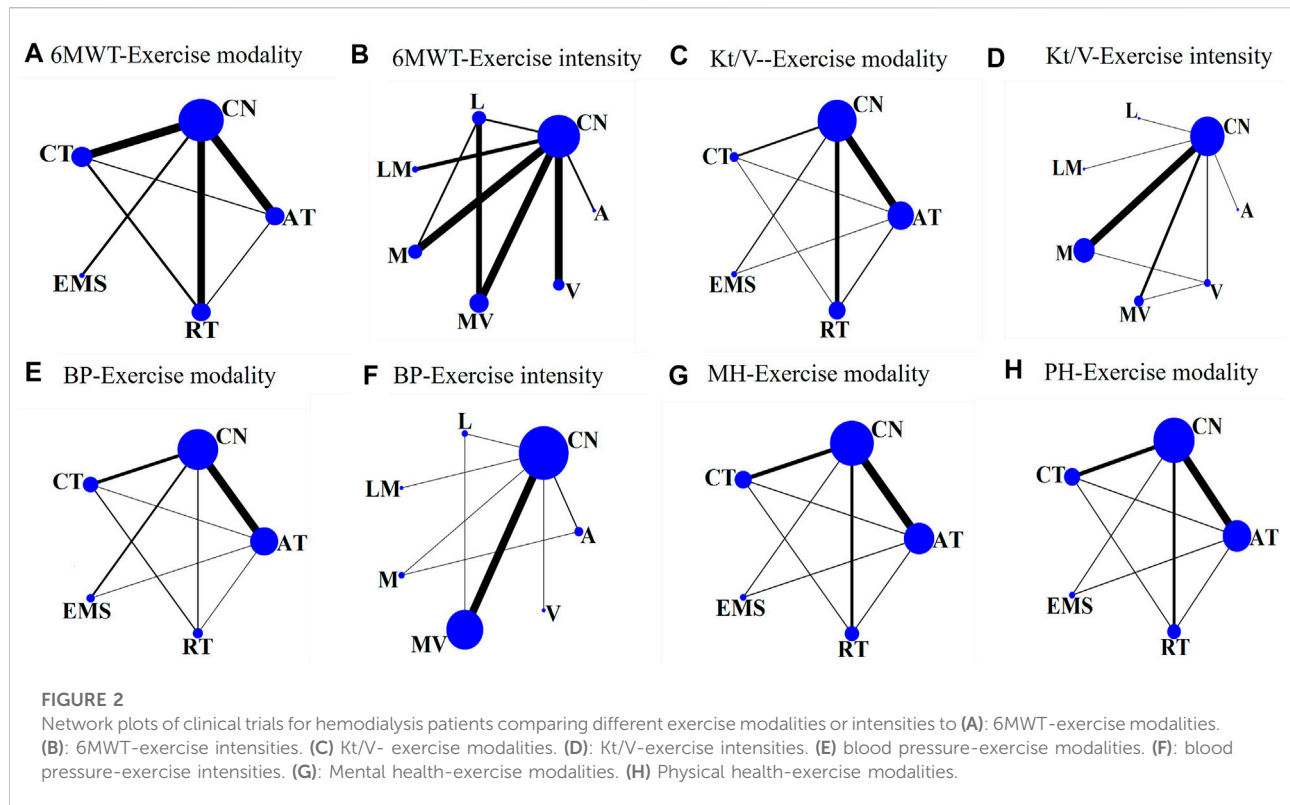 A 6MWT-Exercise modality
CN
CT
AT
EMS
RT
B 6MWT-Exercise intensity
L
CN
LM
A
M
V
MV
C Kt/V--Exercise modality
CN
CT
AT
EMS
RT
D Kt/V-Exercise intensity
L
CN
LM
A
M
V
MV
E BP-Exercise modality
CN
CT
AT
EMS
RT
F BP-Exercise intensity
L
CN
LM
A
M
V
MV
G MH-Exercise modality
CN
CT
AT
EMS
RT
H PH-Exercise modality
CN
CT
AT
EMS
RT
FIGURE 2
Network plots of clinical trials for hemodialysis patients comparing different exercise modalities or intensities to (A): 6MWT-exercise modalities.
(B): 6MWT-exercise intensities. (C) Kt/V- exercise modalities. (D): Kt/V-exercise intensities. (E) blood pressure-exercise modalities. (F): blood
pressure-exercise intensities. (G): Mental health-exercise modalities. (H) Physical health-exercise modalities.